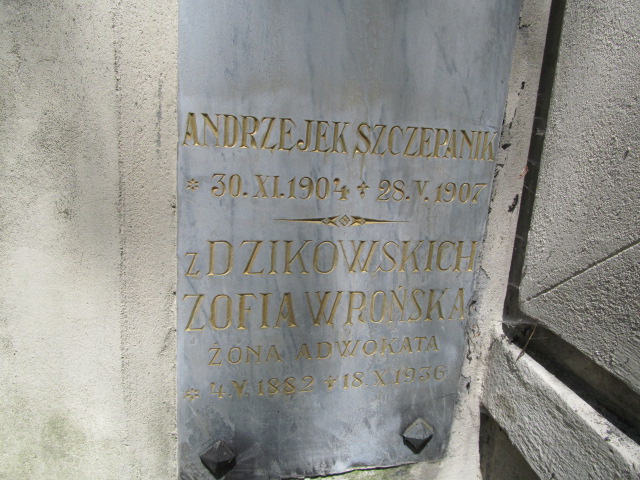 ANDRZEJEK SZCZEPANIK
* 30.XI.1904 ✝ 28.V.1907
z DZIKOWSKICH
ZOFIA WROŃSKA
ŻONA ADWOKATA
* 4.V.1882 ✝ 18.X.1936